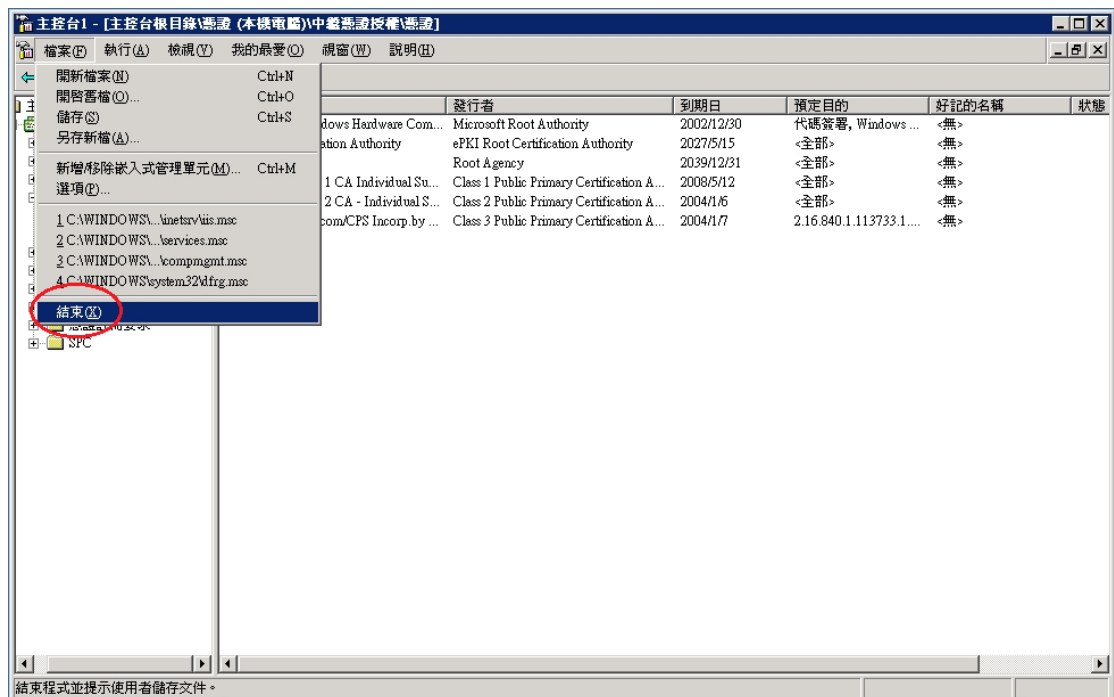 主控台1 - [主控台根目錄\憑證 (本機電腦)\中繼憑證授權\憑證]
檔案(F) 執行(A) 檢視(V) 我的最愛(O) 視窗(W) 說明(H)
開新檔案(N) Ctrl+N
開啓舊檔(O)... Ctrl+O
儲存(S) Ctrl+S
另存新檔(A)...
新增/移除嵌入式管理單元(M)... Ctrl+M
選項(P)...
1 C:\WINDOWS\...\inetsrv\iis.msc
2 C:\WINDOWS\...\services.msc
3 C:\WINDOWS\...\compmgmt.msc
4 C:\WINDOWS\system32\dfrg.msc
結束(X)
SPC
發行者 到期日 預定目的 好記的名稱 狀態
dows Hardware Com... Microsoft Root Authority 2002/12/30 代碼簽署, Windows ... <無>
ation Authority ePKI Root Certification Authority 2027/5/15 <全部> <無>
Root Agency 2039/12/31 <全部> <無>
1 CA Individual Su... Class 1 Public Primary Certification A... 2008/5/12 <全部> <無>
2 CA - Individual S... Class 2 Public Primary Certification A... 2004/1/6 <全部> <無>
com/CPS Incorp.by ... Class 3 Public Primary Certification A... 2004/1/7 2.16.840.1.113733.1.... <無>
結束程式並提示使用者儲存文件。